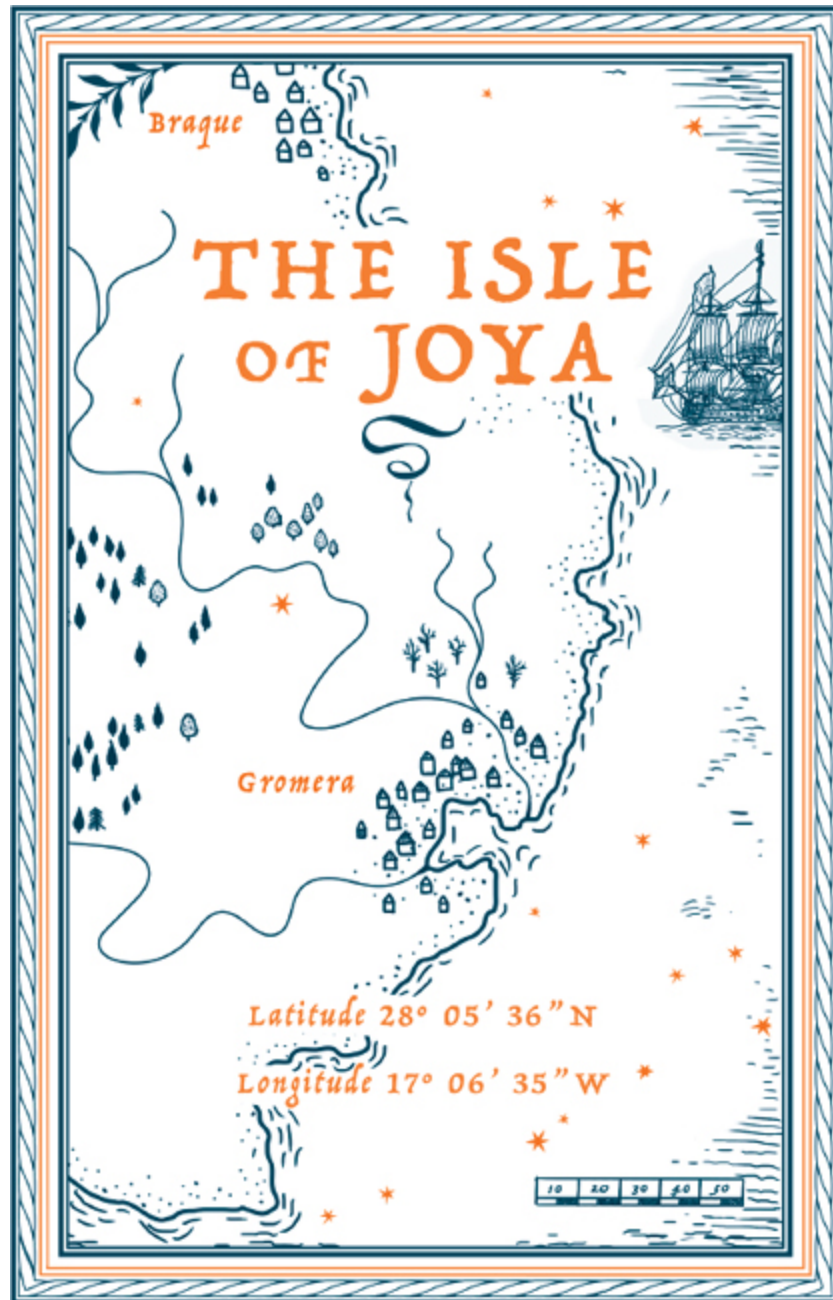 Braque
THE ISLE
OF JOYA
Gromera
Latitude 28° 05’ 36”N
Longitude 17° 06’ 35”W
10 20 30 40 50